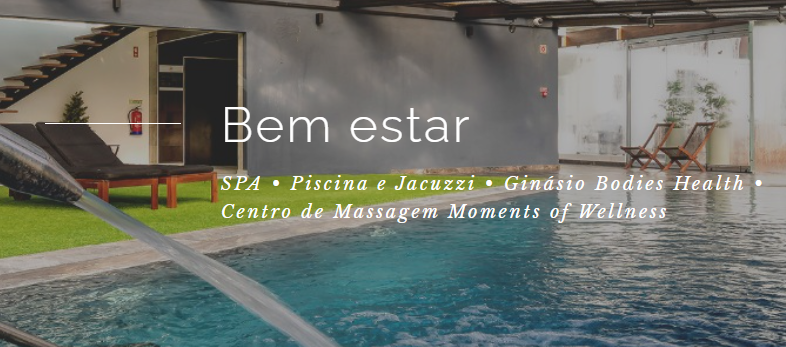 Bem estar
SPA • Piscina e Jacuzzi • Ginásio Bodies Health •
Centro de Massagem Moments of Wellness